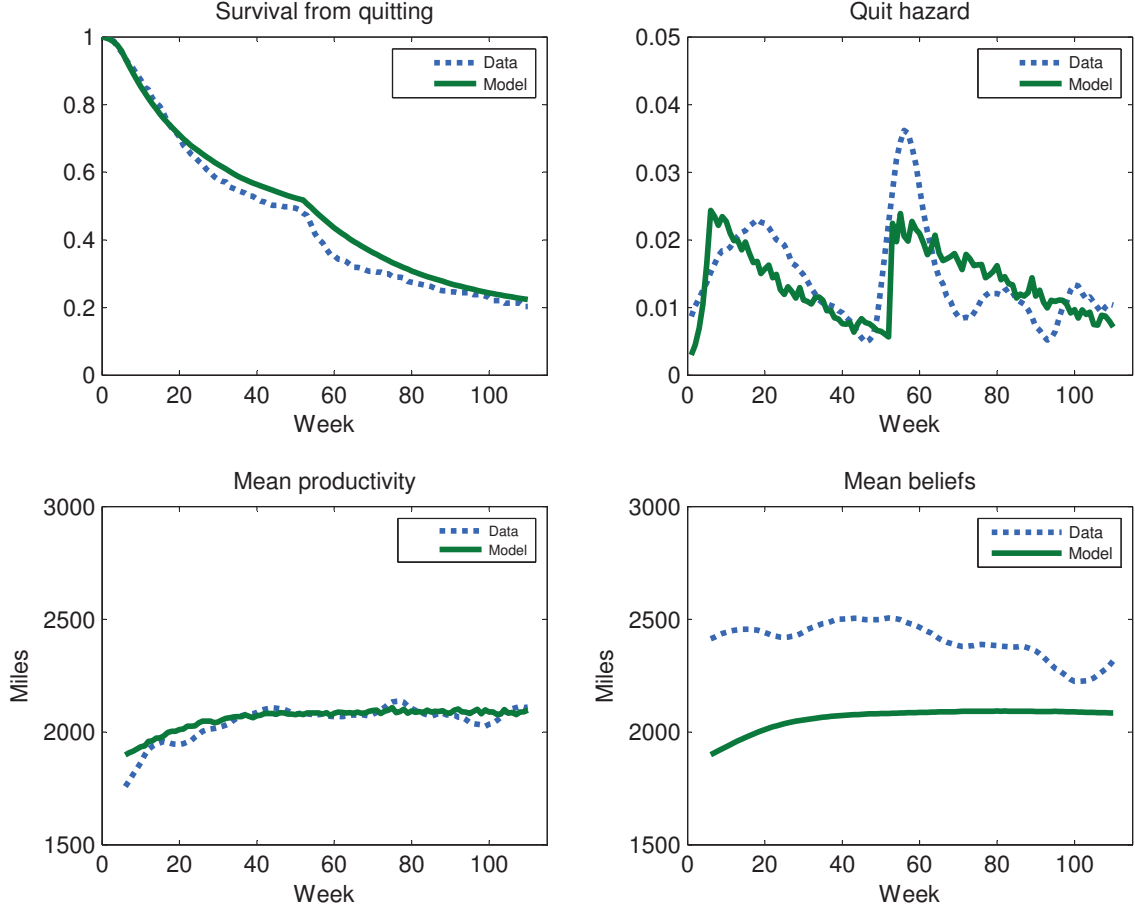 Survival from quitting
1
0.8
0.6
0.4
0.2
0
0 20 40 60 80 100
Week
Data
Model
Quit hazard
0.05
0.04
0.03
0.02
0.01
0
0 20 40 60 80 100
Week
Data
Model
Mean productivity
Miles
3000
2500
2000
1500
0 20 40 60 80 100
Week
Data
Model
Mean beliefs
Miles
3000
2500
2000
1500
0 20 40 60 80 100
Week
Data
Model